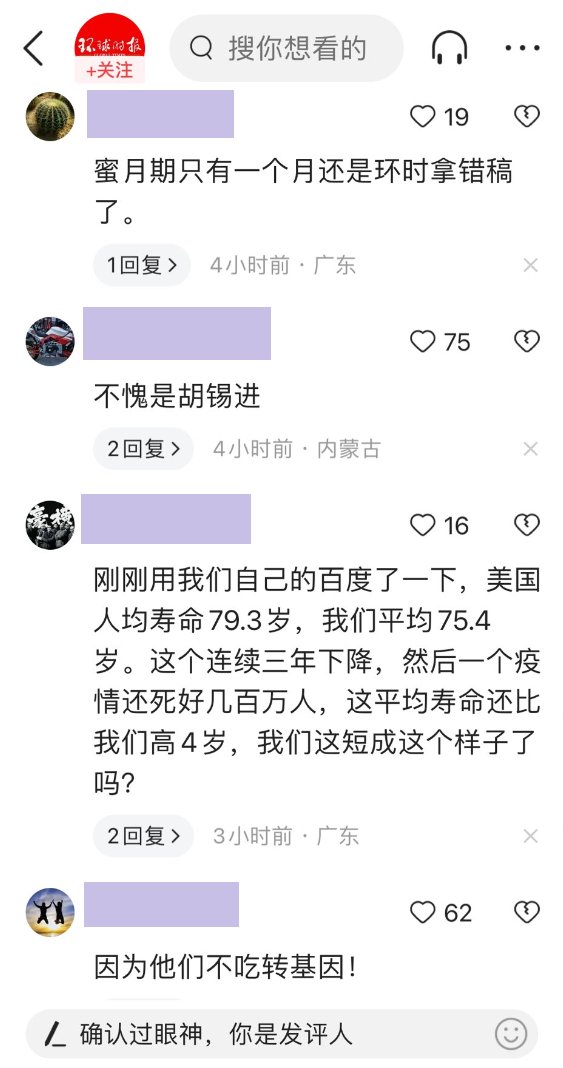 环球时报
GLOBAL TIMES
+关注
搜你想看的
19
蜜月期只有一个月还是环时拿错稿
了。
1回复 4小时前 · 广东
75
不愧是胡锡进
2回复 4小时前 · 内蒙古
16
刚刚用我们自己的百度了一下，美国
人均寿命79.3岁，我们平均75.4
岁。这个连续三年下降，然后一个疫
情还死好几百万人，这平均寿命还比
我们高4岁，我们这短成这个样子了
吗?
2回复 3小时前 · 广东
62
因为他们不吃转基因！
确认过眼神，你是发评人